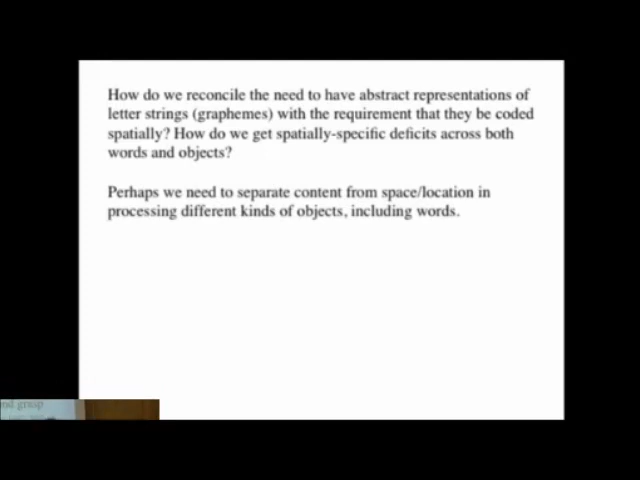 How do we reconcile the need to have abstract representations of
letter strings (graphemes) with the requirement that they be coded
spatially? How do we get spatially-specific deficits across both
words and objects?
Perhaps we need to separate content from space/location in
processing different kinds of objects, including words.
grasp